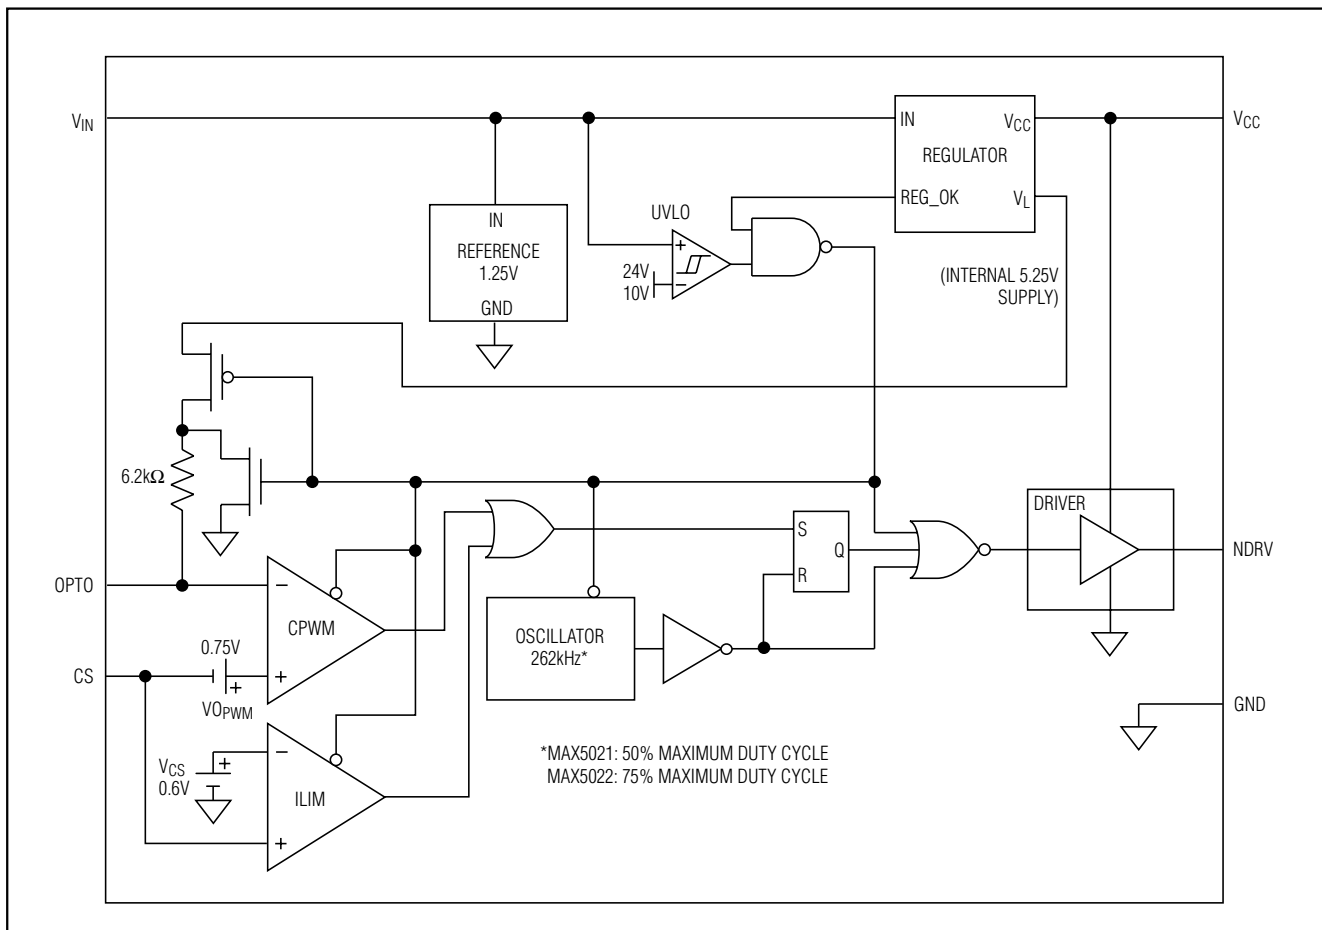 V_IN
IN
V_CC
V_CC
REGULATOR
REG_OK
V_L
UVLO
IN
REFERENCE
1.25V
GND
+
24V
10V
−
(INTERNAL 5.25V
SUPPLY)
6.2kΩ
DRIVER
S
Q
R
NDRV
OPTO
−
CPWM
+
OSCILLATOR
262kHz*
0.75V
CS
+
VO_PWM
GND
V_CS
0.6V
+
−
ILIM
+
*MAX5021: 50% MAXIMUM DUTY CYCLE
MAX5022: 75% MAXIMUM DUTY CYCLE